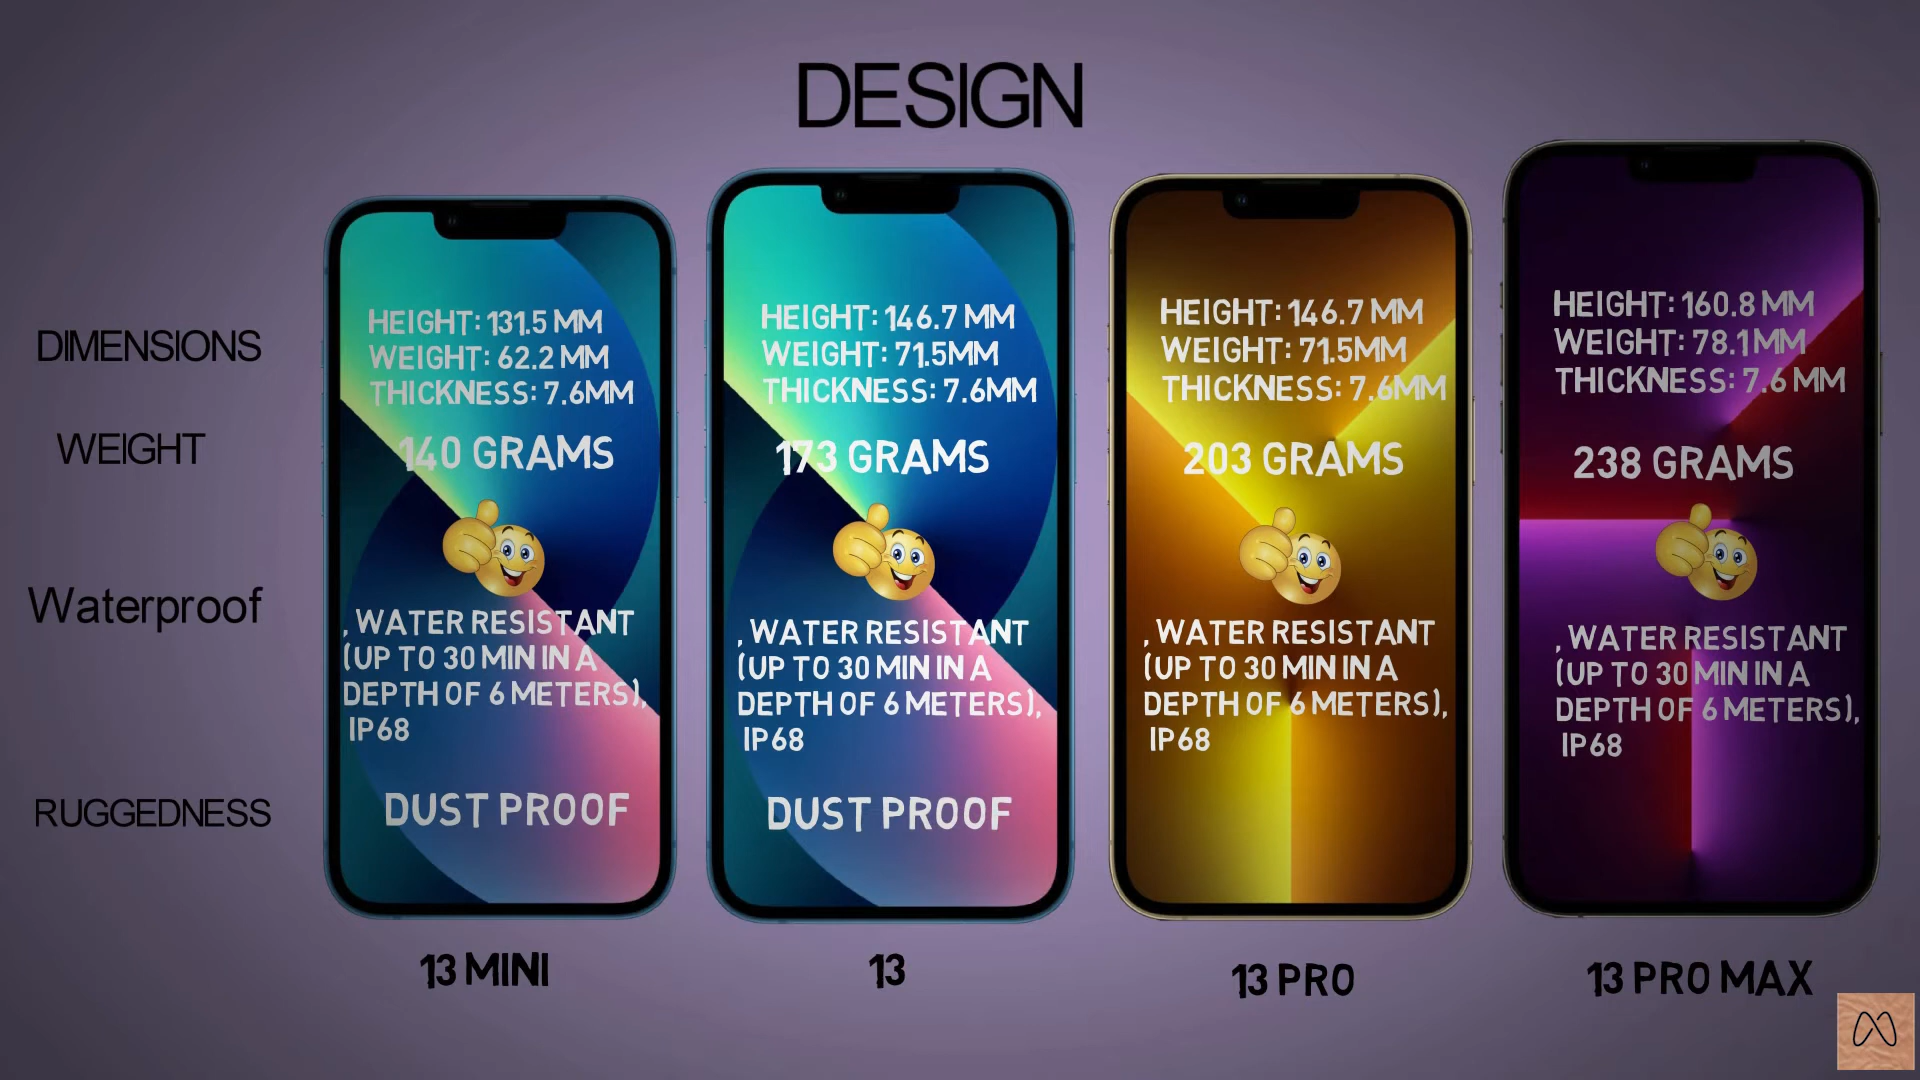 DESIGN
DIMENSIONS
WEIGHT
Waterproof
RUGGEDNESS
HEIGHT: 131.5 MM
WEIGHT: 62.2 MM
THICKNESS: 7.6MM
140 GRAMS
, WATER RESISTANT
(UP TO 30 MIN IN A
DEPTH OF 6 METERS),
IP68
DUST PROOF
13 MINI
HEIGHT: 146.7 MM
WEIGHT: 71.5MM
THICKNESS: 7.6MM
173 GRAMS
, WATER RESISTANT
(UP TO 30 MIN IN A
DEPTH OF 6 METERS),
IP68
DUST PROOF
13
HEIGHT: 146.7 MM
WEIGHT: 71.5MM
THICKNESS: 7.6MM
203 GRAMS
, WATER RESISTANT
(UP TO 30 MIN IN A
DEPTH OF 6 METERS),
IP68
13 PRO
HEIGHT: 160.8 MM
WEIGHT: 78.1 MM
THICKNESS: 7.6 MM
238 GRAMS
, WATER RESISTANT
(UP TO 30 MIN IN A
DEPTH OF 6 METERS),
IP68
13 PRO MAX